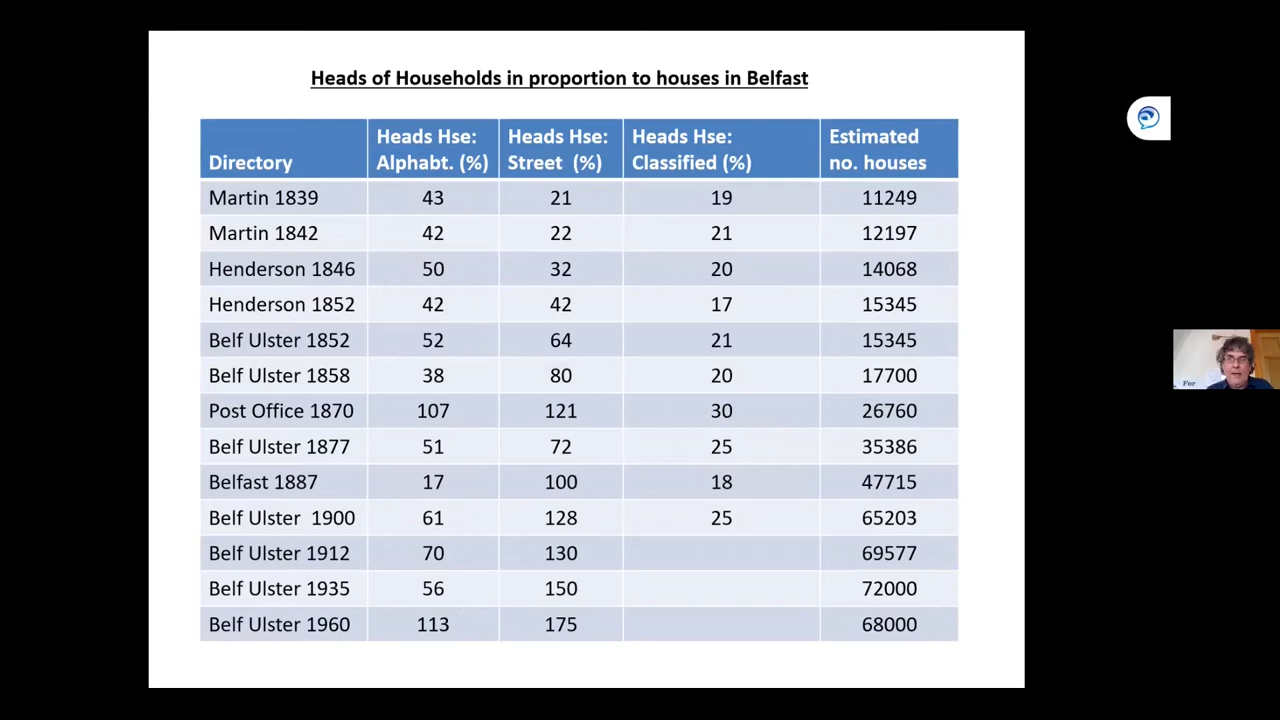 Heads of Households in proportion to houses in Belfast
Directory Heads Hse: Alphabt. (%) Heads Hse: Street (%) Heads Hse: Classified (%) Estimated no. houses
Martin 1839 43 21 19 11249
Martin 1842 42 22 21 12197
Henderson 1846 50 32 20 14068
Henderson 1852 42 42 17 15345
Belf Ulster 1852 52 64 21 15345
Belf Ulster 1858 38 80 20 17700
Post Office 1870 107 121 30 26760
Belf Ulster 1877 51 72 25 35386
Belfast 1887 17 100 18 47715
Belf Ulster 1900 61 128 25 65203
Belf Ulster 1912 70 130 69577
Belf Ulster 1935 56 150 72000
Belf Ulster 1960 113 175 68000
For